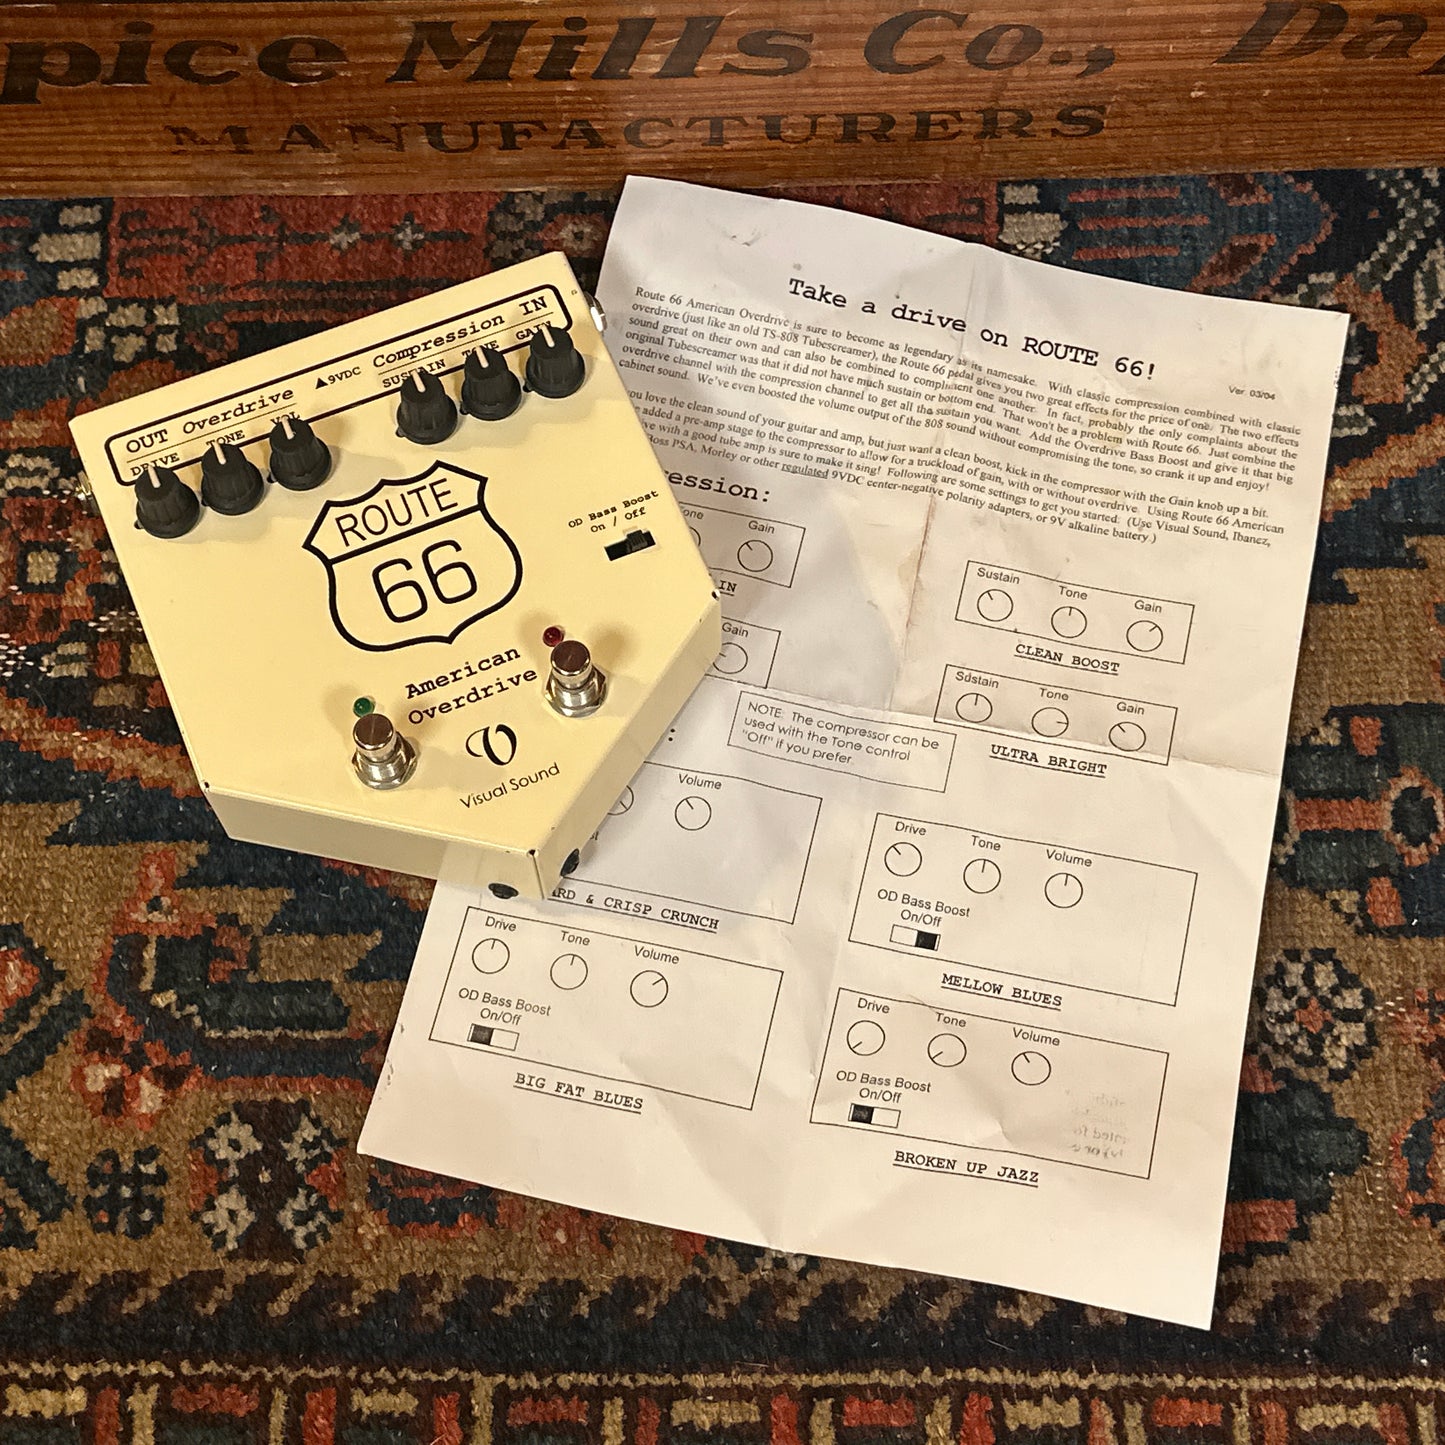 pice Mills Co., Da
MANUFACTURERS
OUT Overdrive ▲9VDC Compression IN
DRIVE TONE VOL SUSTAIN TONE GAIN
ROUTE
66
OD Bass Boost
On / Off
American
Overdrive
Visual Sound
Take a drive on ROUTE 66!
Ver. 03/04
Route 66 American Overdrive is sure to become as legendary as its namesake. With classic compression combined with classic
overdrive (just like an old TS-808 Tubescreamer), the Route 66 pedal gives you two great effects for the price of one. The two effects
sound great on their own and can also be combined to compliment one another. In fact, probably the only complaints about the
original Tubescreamer was that it did not have much sustain or bottom end. That won't be a problem with Route 66. Just combine the
overdrive channel with the compression channel to get all the sustain you want. Add the Overdrive Bass Boost and give it that big
cabinet sound. We've even boosted the volume output of the 808 sound without compromising the tone, so crank it up and enjoy!
ou love the clean sound of your guitar and amp, but just want a clean boost, kick in the compressor with the Gain knob up a bit.
e added a pre-amp stage to the compressor to allow for a truckload of gain, with or without overdrive. Using Route 66 American
ve with a good tube amp is sure to make it sing! Following are some settings to get you started. (Use Visual Sound, Ibanez,
Boss PSA, Morley or other regulated 9VDC center-negative polarity adapters, or 9V alkaline battery.)
ession:
one Gain
IN
Sustain Tone Gain
CLEAN BOOST
Gain
Sustain Tone Gain
ULTRA BRIGHT
NOTE: The compressor can be
used with the Tone control
"Off" if you prefer.
:
Volume
ARD & CRISP CRUNCH
Drive Tone Volume
OD Bass Boost
On/Off
MELLOW BLUES
Drive Tone Volume
OD Bass Boost
On/Off
BIG FAT BLUES
Drive Tone Volume
OD Bass Boost
On/Off
BROKEN UP JAZZ